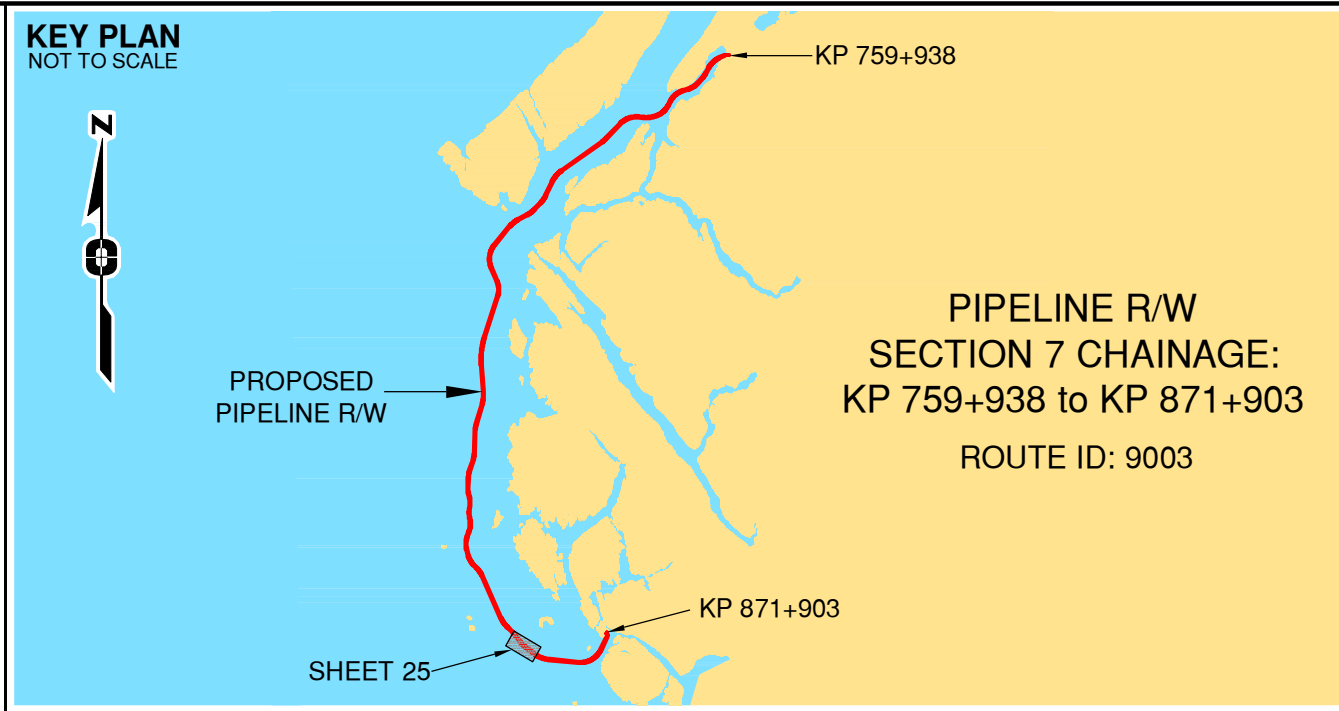 KEY PLAN
NOT TO SCALE
N
KP 759+938
PIPELINE R/W
SECTION 7 CHAINAGE:
KP 759+938 to KP 871+903
ROUTE ID: 9003
PROPOSED
PIPELINE R/W
KP 871+903
SHEET 25